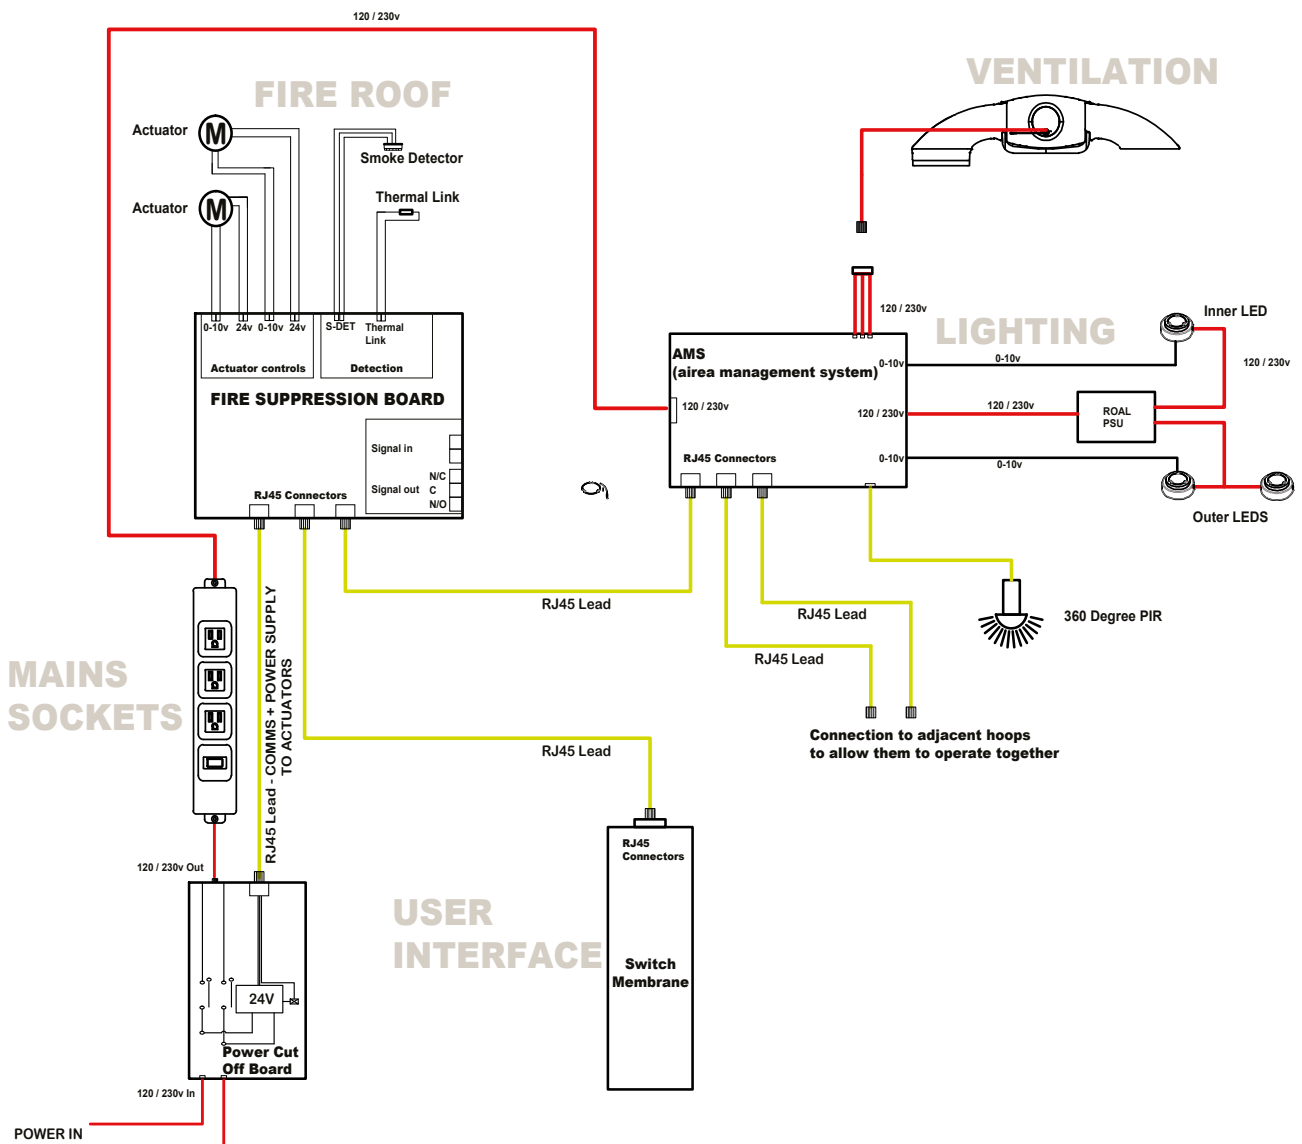 120 / 230v
FIRE ROOF
VENTILATION
Actuator
M
Smoke Detector
Thermal Link
Actuator
M
120 / 230v
LIGHTING
Inner LED
0-10v 24v 0-10v 24v
S-DET Thermal
Link
Actuator controls
Detection
FIRE SUPPRESSION BOARD
AMS
(airea management system)
0-10v
0-10v
120 / 230v
120 / 230v
120 / 230v
120 / 230v
ROAL
PSU
Signal in
Signal out
N/C
C
N/O
RJ45 Connectors
RJ45 Connectors
0-10v
0-10v
Outer LEDS
RJ45 Lead
RJ45 Lead
RJ45 Lead
360 Degree PIR
MAINS
SOCKETS
RJ45 Lead - COMMS + POWER SUPPLY
TO ACTUATORS
RJ45 Lead
Connection to adjacent hoops
to allow them to operate together
120 / 230v Out
RJ45
Connectors
USER
INTERFACE
Switch
Membrane
24V
Power Cut
Off Board
120 / 230v In
POWER IN